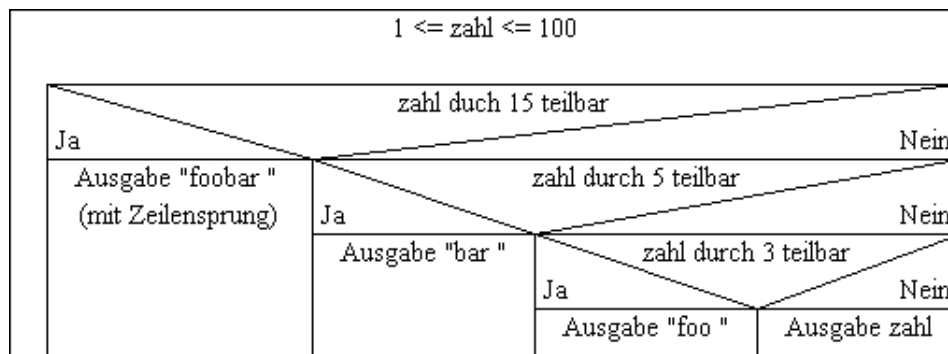 1 <= zahl <= 100
zahl duch 15 teilbar
Ja
Nein
Ausgabe "foobar "
(mit Zeilensprung)
zahl durch 5 teilbar
Ja
Nein
Ausgabe "bar "
zahl durch 3 teilbar
Ja
Nein
Ausgabe "foo "
Ausgabe zahl